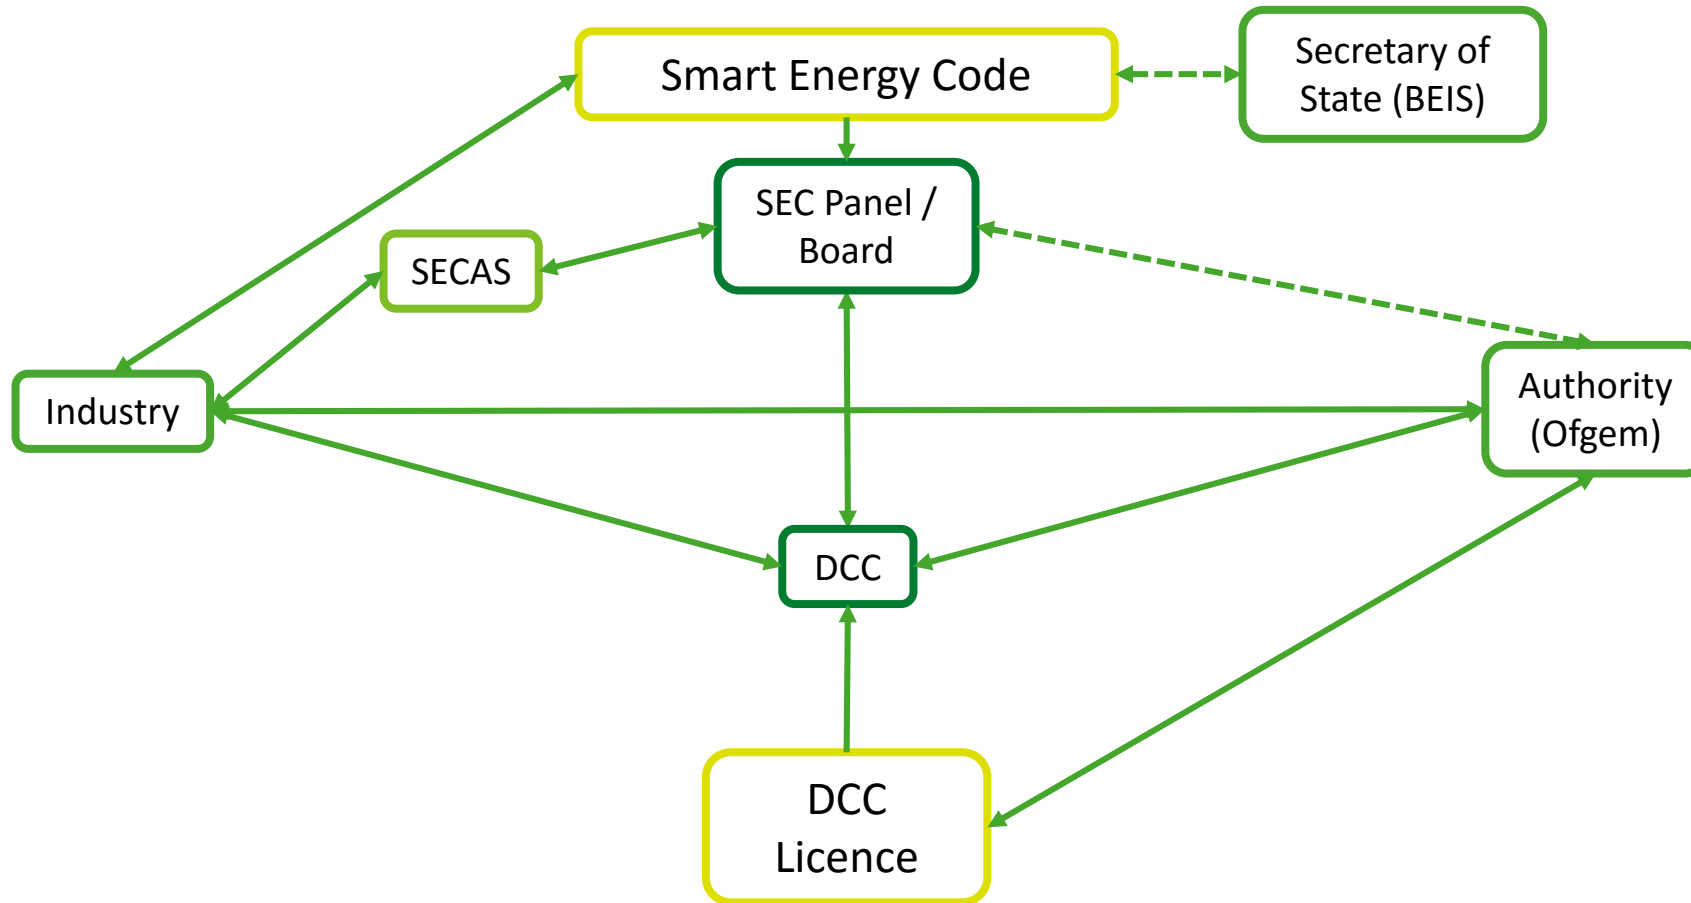 Smart Energy Code
Secretary of
State (BEIS)
SEC Panel /
Board
SECAS
Industry
Authority
(Ofgem)
DCC
DCC
Licence